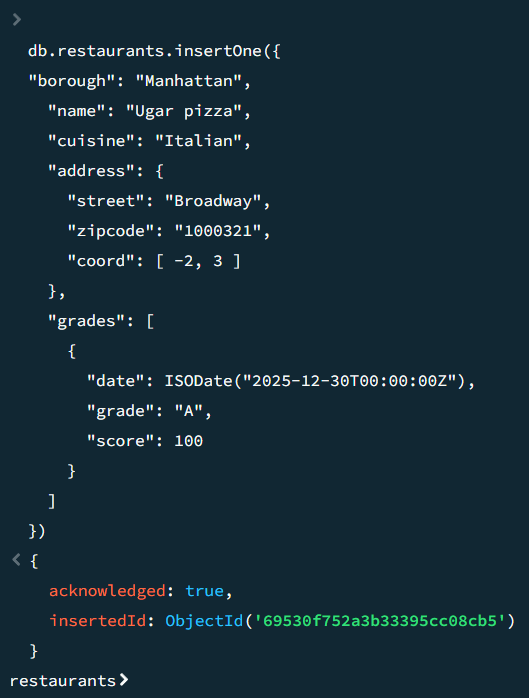 >
db.restaurants.insertOne({
"borough": "Manhattan",
"name": "Ugar pizza",
"cuisine": "Italian",
"address": {
"street": "Broadway",
"zipcode": "1000321",
"coord": [ -2, 3 ]
},
"grades": [
{
"date": ISODate("2025-12-30T00:00:00Z"),
"grade": "A",
"score": 100
}
]
})
< {
acknowledged: true,
insertedId: ObjectId('69530f752a3b33395cc08cb5')
}
restaurants>